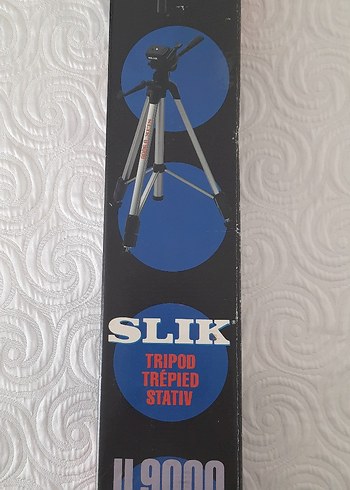 SLIK
TRIPOD
TRÉPIED
STATIV
U 9000